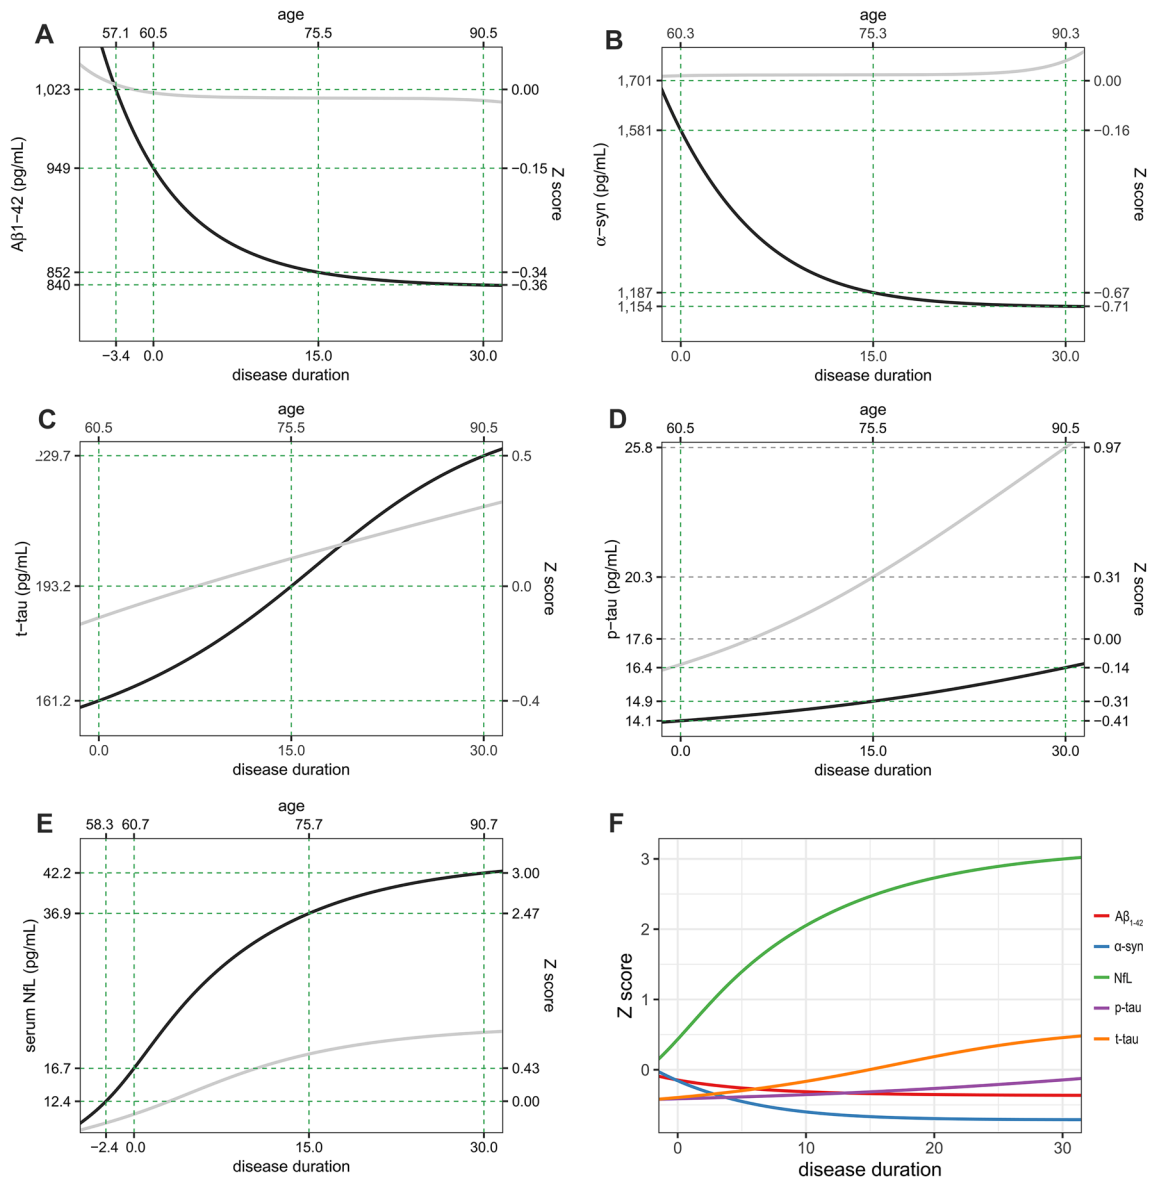 A
age
57.1 60.5 75.5 90.5
1,023
949
852
840
Aβ1−42 (pg/mL)
0.00
−0.15
−0.34
−0.36
Z score
−3.4 0.0 15.0 30.0
disease duration
B
age
60.3 75.3 90.3
1,701
1,581
1,187
1,154
α−syn (pg/mL)
0.00
−0.16
−0.67
−0.71
Z score
0.0 15.0 30.0
disease duration
C
age
60.5 75.5 90.5
229.7
193.2
161.2
t−tau (pg/mL)
0.5
0.0
−0.4
Z score
0.0 15.0 30.0
disease duration
D
age
60.5 75.5 90.5
25.8
20.3
17.6
16.4
14.9
14.1
p−tau (pg/mL)
0.97
0.31
0.00
−0.14
−0.31
−0.41
Z score
0.0 15.0 30.0
disease duration
E
age
58.3 60.7 75.7 90.7
42.2
36.9
16.7
12.4
serum NfL (pg/mL)
3.00
2.47
0.43
0.00
Z score
−2.4 0.0 15.0 30.0
disease duration
F
3
2
1
0
Z score
0 10 20 30
disease duration
Aβ1-42
α-syn
NfL
p-tau
t-tau